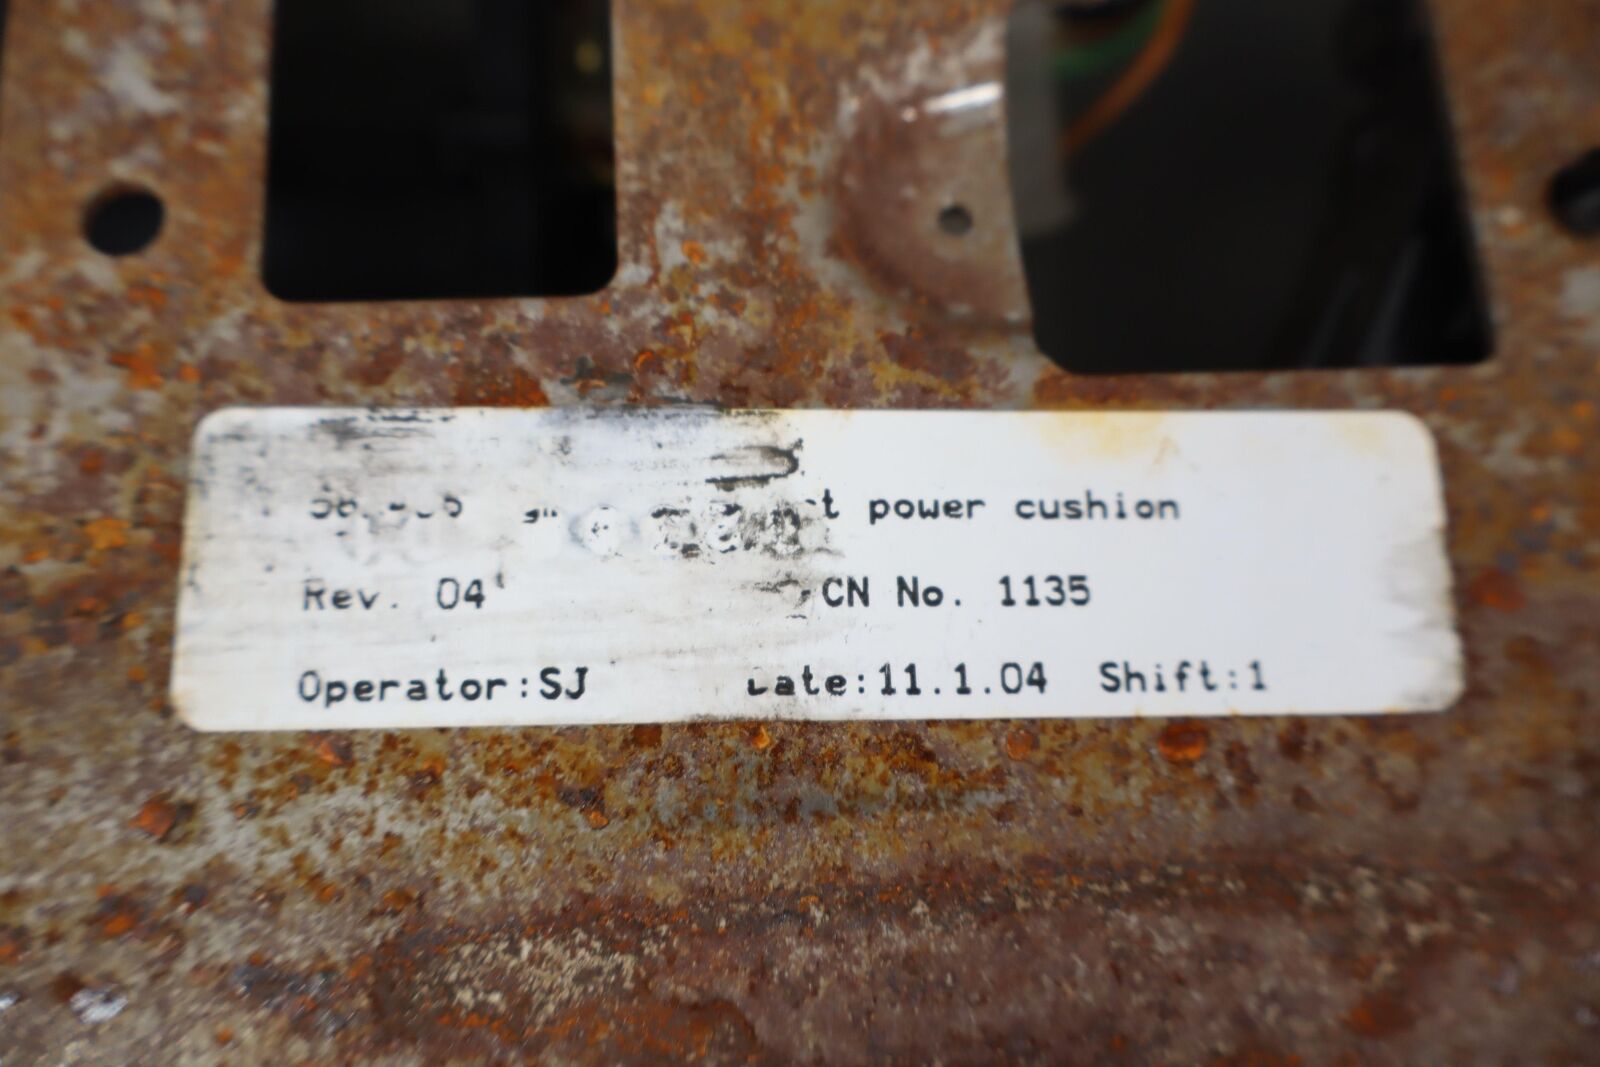 power cushion
Rev. 04 CN No. 1135
Operator:SJ Date:11.1.04 Shift:1